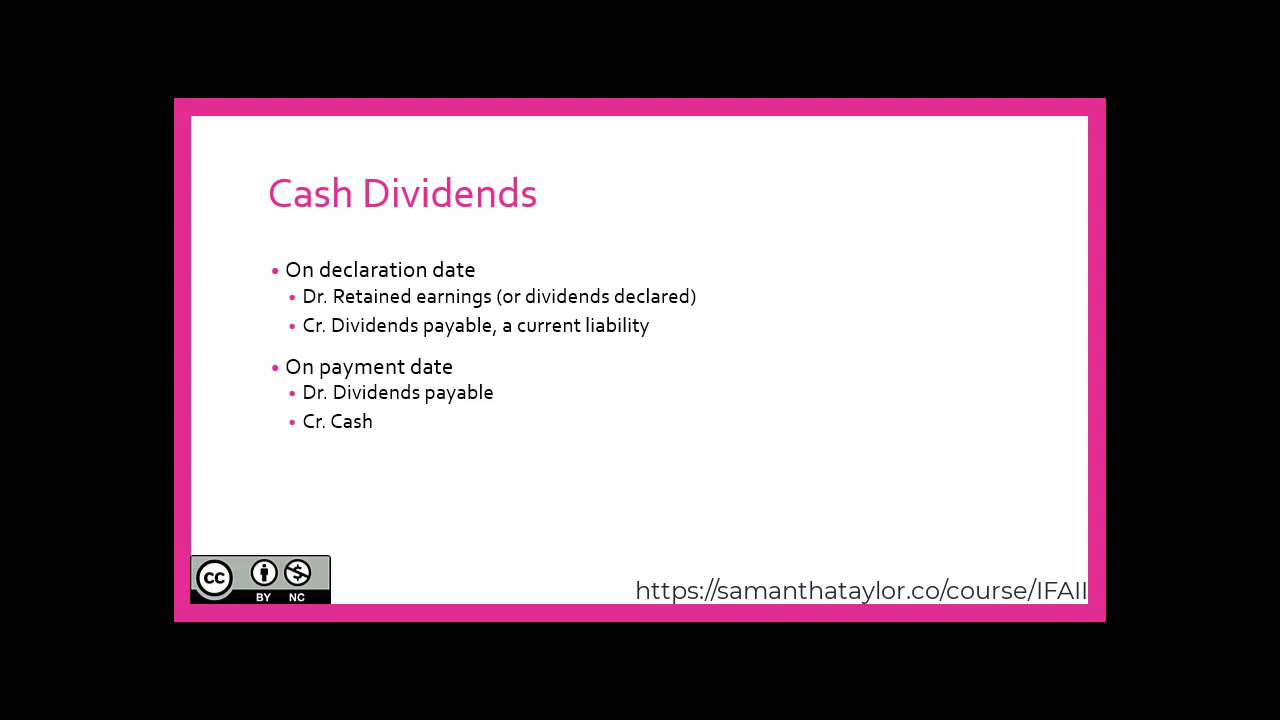 Cash Dividends
• On declaration date
• Dr. Retained earnings (or dividends declared)
• Cr. Dividends payable, a current liability
• On payment date
• Dr. Dividends payable
• Cr. Cash
cc
BY NC
https://samanthataylor.co/course/IFAII